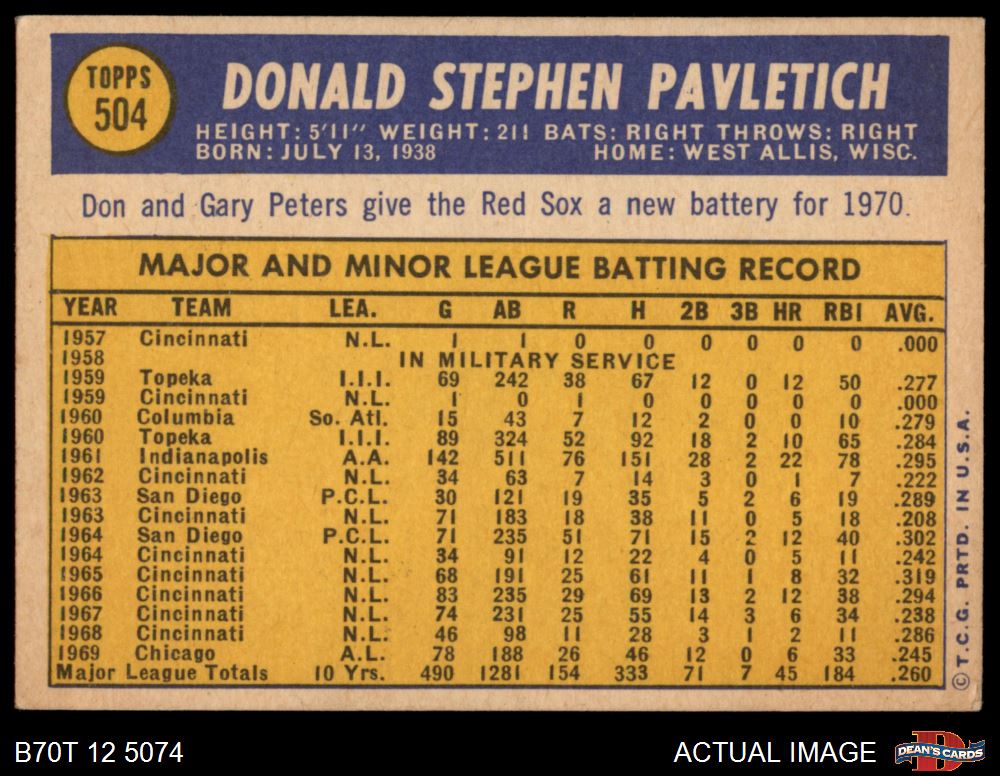 TOPPS
504
DONALD STEPHEN PAVLETICH
HEIGHT: 5'11" WEIGHT: 211 BATS: RIGHT THROWS: RIGHT
BORN: JULY 13, 1938 HOME: WEST ALLIS, WISC.
Don and Gary Peters give the Red Sox a new battery for 1970.
MAJOR AND MINOR LEAGUE BATTING RECORD
YEAR TEAM LEA. G AB R H 2B 3B HR RBI AVG.
1957 Cincinnati N.L. 1 1 0 0 0 0 0 0 .000
1958 IN MILITARY SERVICE
1959 Topeka I.I.I. 69 242 38 67 12 0 12 50 .277
1959 Cincinnati N.L. 1 0 1 0 0 0 0 0 .000
1960 Columbia So. Atl. 15 43 7 12 2 0 0 10 .279
1960 Topeka I.I.I. 89 324 52 92 18 2 10 65 .284
1961 Indianapolis A.A. 142 511 76 151 28 2 22 78 .295
1962 Cincinnati N.L. 34 63 7 14 3 0 1 7 .222
1963 San Diego P.C.L. 30 121 19 35 5 2 6 19 .289
1963 Cincinnati N.L. 71 183 18 38 11 0 5 18 .208
1964 San Diego P.C.L. 71 235 51 71 15 2 12 40 .302
1964 Cincinnati N.L. 34 91 12 22 4 0 5 11 .242
1965 Cincinnati N.L. 68 191 25 61 11 1 8 32 .319
1966 Cincinnati N.L. 83 235 29 69 13 2 12 38 .294
1967 Cincinnati N.L. 74 231 25 55 14 3 6 34 .238
1968 Cincinnati N.L. 46 98 11 28 3 1 2 11 .286
1969 Chicago A.L. 78 188 26 46 12 0 6 33 .245
Major League Totals 10 Yrs. 490 1281 154 333 71 7 45 184 .260
©T.C.G. PRTD. IN U.S.A.
B70T 12 5074
ACTUAL IMAGE
DEAN'S CARDS